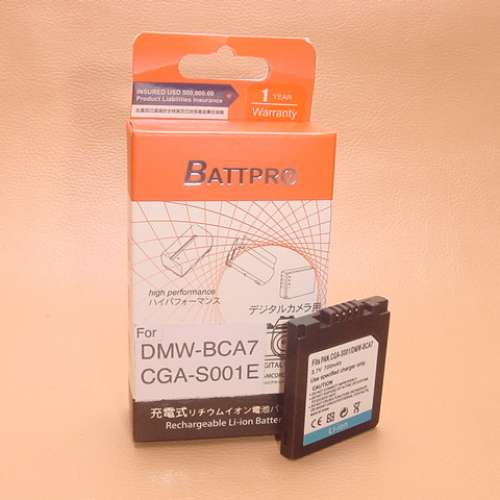 INSURED USD 500,000.00
Product Liabilities Insurance
1 YEAR
Warranty
BATTPRO
high performance
ハイパフォーマンス
デジタルカメラ用
For
DMW-BCA7
CGA-S001E
充電式リチウムイオン電池パ
Rechargeable Li-ion Batter
Fits PAN. CGA-S001/DMW-BCA7
3.7V 700mAh
Use specified charger only
Li-ion